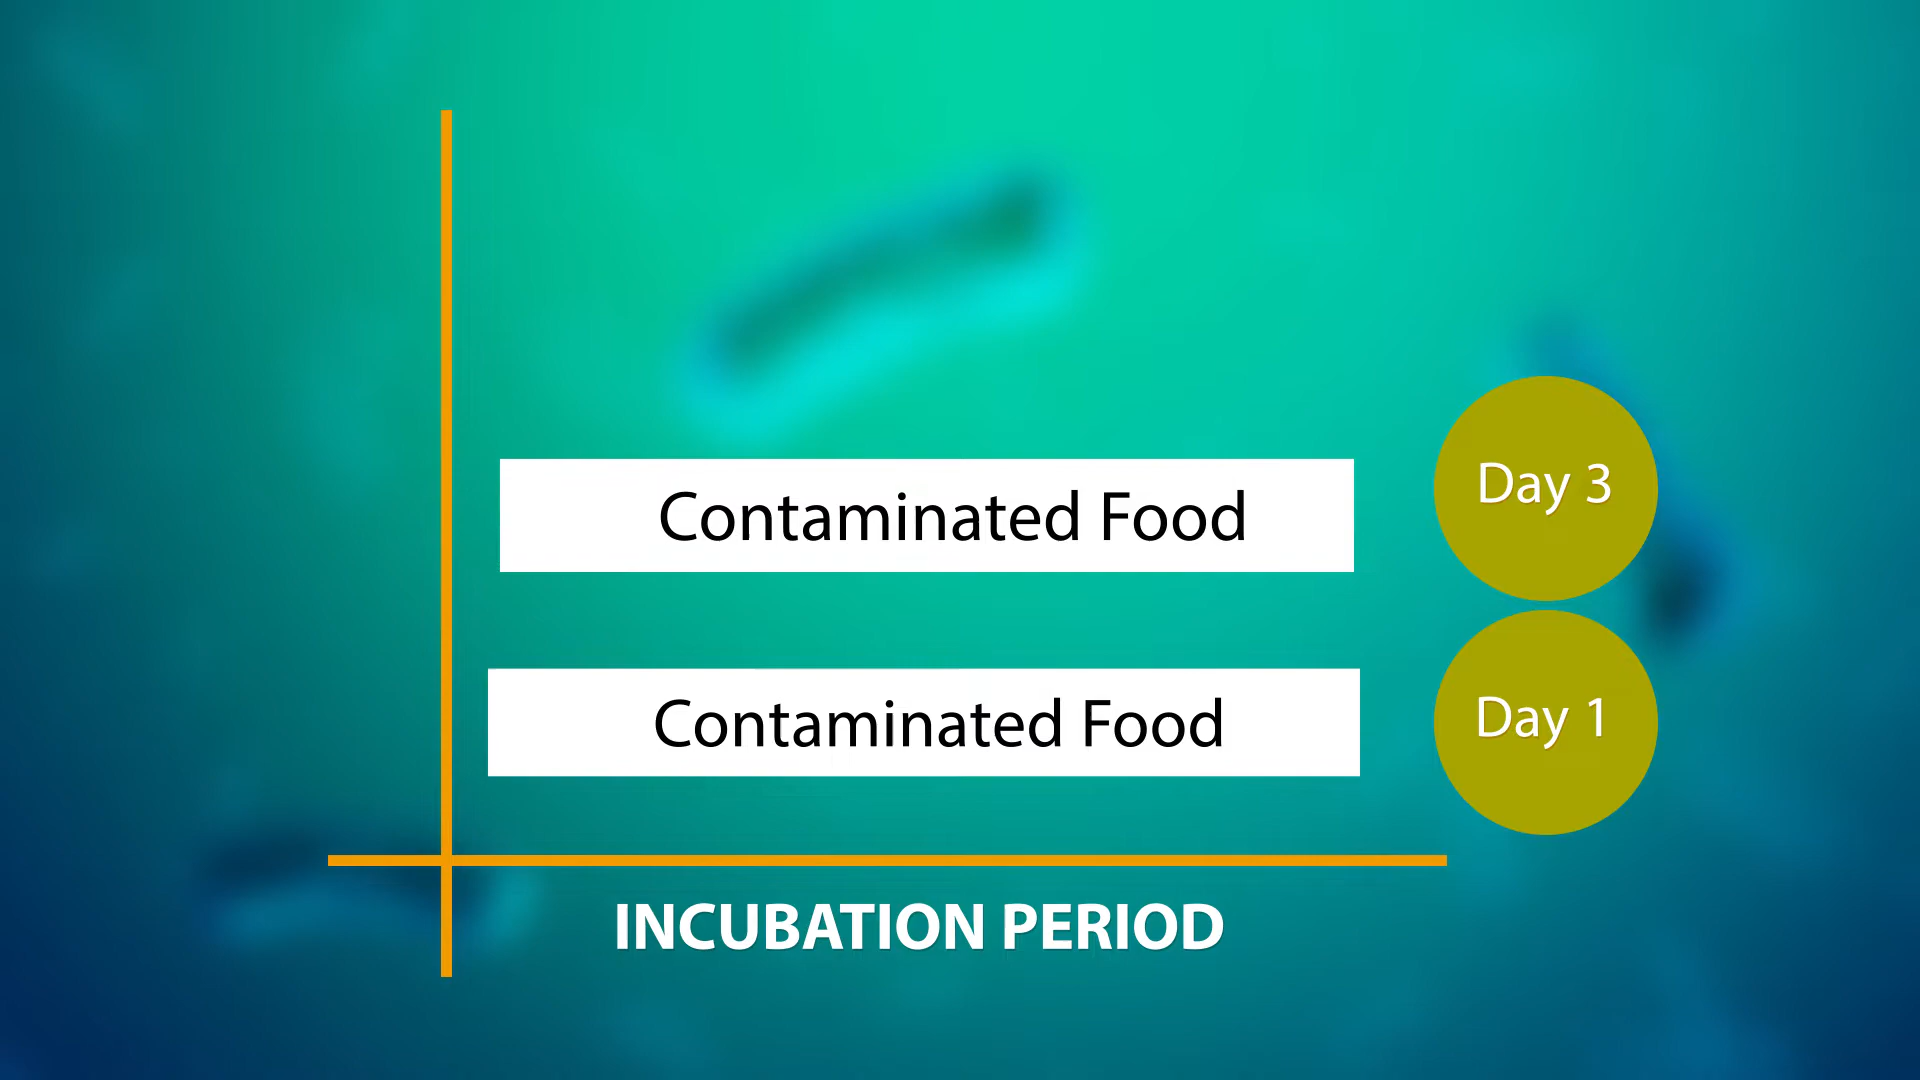 Contaminated Food
Day 3
Contaminated Food
Day 1
INCUBATION PERIOD